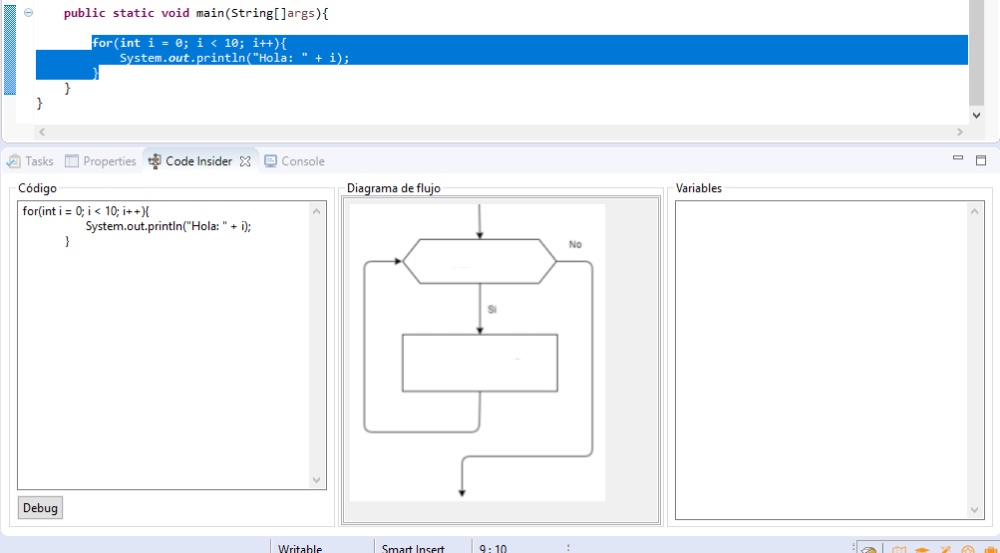 public static void main(String[]args){
for(int i = 0; i < 10; i++){
System.out.println("Hola: " + i);
}
}
}
Tasks Properties Code Insider Console
Código Diagrama de flujo Variables
for(int i = 0; i < 10; i++){
System.out.println("Hola: " + i);
}
No
Si
Debug
Writable Smart Insert 9 : 10